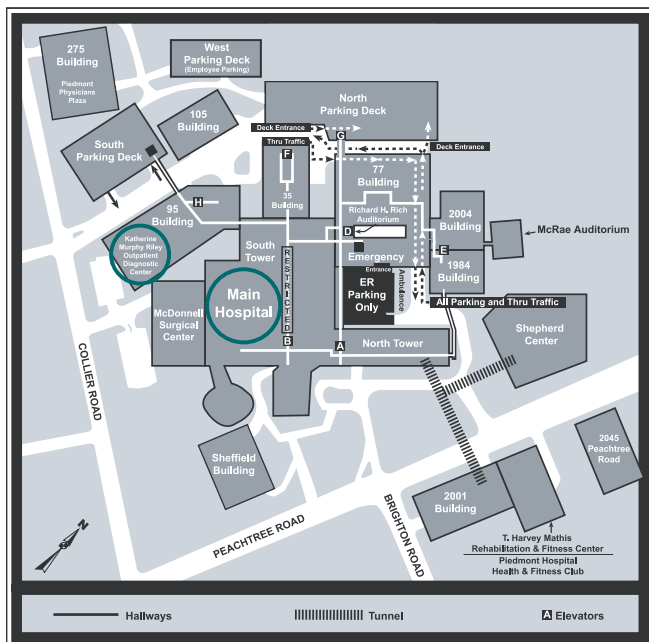 275
Building
Piedmont
Physicians
Plaza
West
Parking Deck
(Employee Parking)
North
Parking Deck
105
Building
South
Parking Deck
Deck Entrance
Thru Traffic
G
Deck Entrance
F
35
Building
77
Building
Richard H. Rich
Auditorium
D
H
95
Building
2004
Building
McRae Auditorium
Katherine
Murphy Riley
Outpatient
Diagnostic
Center
South
Tower
RESTRICTED
Emergency
E
1984
Building
Entrance
Ambulance
ER
Parking
Only
All Parking and Thru Traffic
Main
Hospital
McDonnell
Surgical
Center
B
A
North Tower
Shepherd
Center
COLLIER ROAD
Sheffield
Building
2045
Peachtree
Road
2001
Building
PEACHTREE ROAD
BRIGHTON ROAD
N
T. Harvey Mathis
Rehabilitation & Fitness Center
Piedmont Hospital
Health & Fitness Club
Hallways
Tunnel
A Elevators